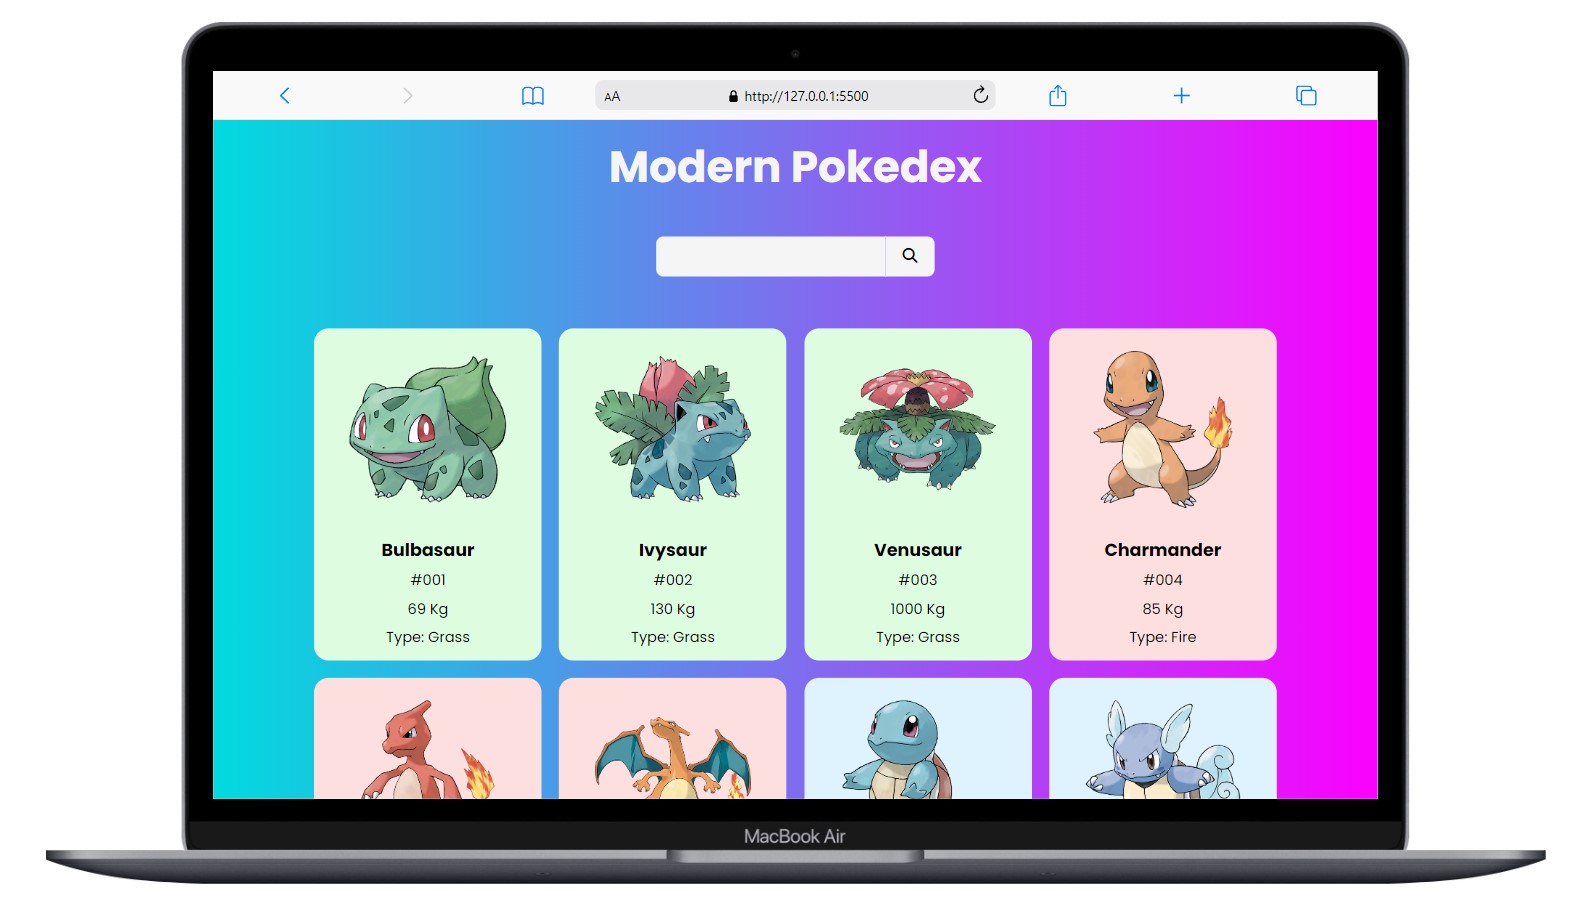 AA
http://127.0.0.1:5500
Modern Pokedex
Bulbasaur
#001
69 Kg
Type: Grass
Ivysaur
#002
130 Kg
Type: Grass
Venusaur
#003
1000 Kg
Type: Grass
Charmander
#004
85 Kg
Type: Fire
MacBook Air